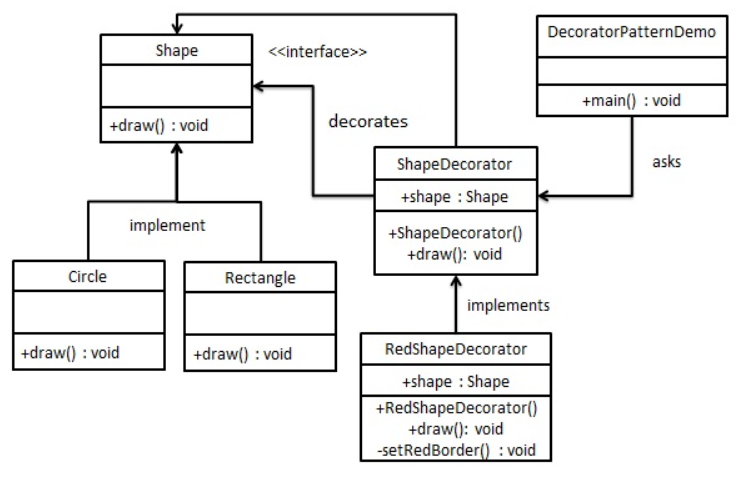 Shape
<<interface>>
+draw() : void
decorates
DecoratorPatternDemo
+main() : void
asks
ShapeDecorator
+shape : Shape
+ShapeDecorator()
+draw(): void
implement
Circle
+draw() : void
Rectangle
+draw() : void
implements
RedShapeDecorator
+shape : Shape
+RedShapeDecorator()
+draw(): void
-setRedBorder() : void